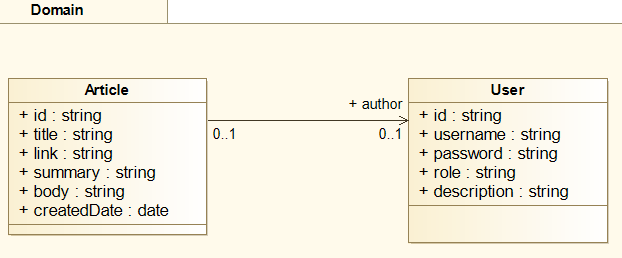 Domain
Article
+ id : string
+ title : string
+ link : string
+ summary : string
+ body : string
+ createdDate : date
+ author
0..1
0..1
User
+ id : string
+ username : string
+ password : string
+ role : string
+ description : string